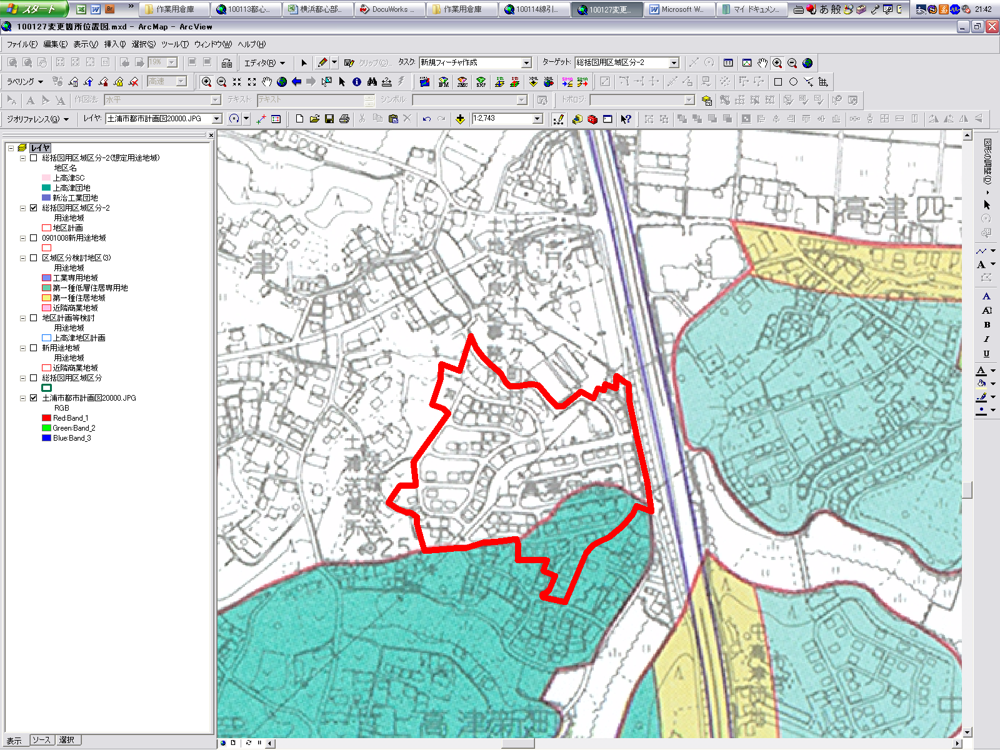 スタート
作業用倉庫
100113都心...
横浜都心部...
DocuWorks ...
作業用倉庫
100114線引...
100127変更...
Microsoft W...
マイ ドキュメン...
あ 般
21:42
100127変更箇所位置図.mxd - ArcMap - ArcView
ファイル(F) 編集(E) 表示(V) 挿入(I) 選択(S) ツール(T) ウィンドウ(W) ヘルプ(H)
19%
エディタ(R)
クリップ(C)...
タスク: 新規フィーチャ作成
ターゲット: 総括図用区域区分-2
ラベリング
高速
DM
JMC
SXF
XML
XML
SIMA
SIMA
作図法: 水平
テキスト: テキスト
シンボル:
トポロジ:
ジオリファレンス(G)
レイヤ: 土浦市都市計画図20000.JPG
1:2,743
レイヤ
総括図用区域区分-2(想定用途地域)
地区名
上高津SC
上高津団地
新治工業団地
総括図用区域区分-2
用途地域
地区計画
0901008新用途地域
区域区分検討地区(3)
用途地域
工業専用地域
第一種低層住居専用地
第一種住居地域
近隣商業地域
地区計画等検討
用途地域
上高津地区計画
新用途地域
用途地域
近隣商業地域
総括図用区域区分
土浦市都市計画図20000.JPG
RGB
Red:Band_1
Green:Band_2
Blue:Band_3
表示
ソース
選択
下高津四
津
25
上高津新町
中
図形の調整(D)
A
A
B
I
U
A